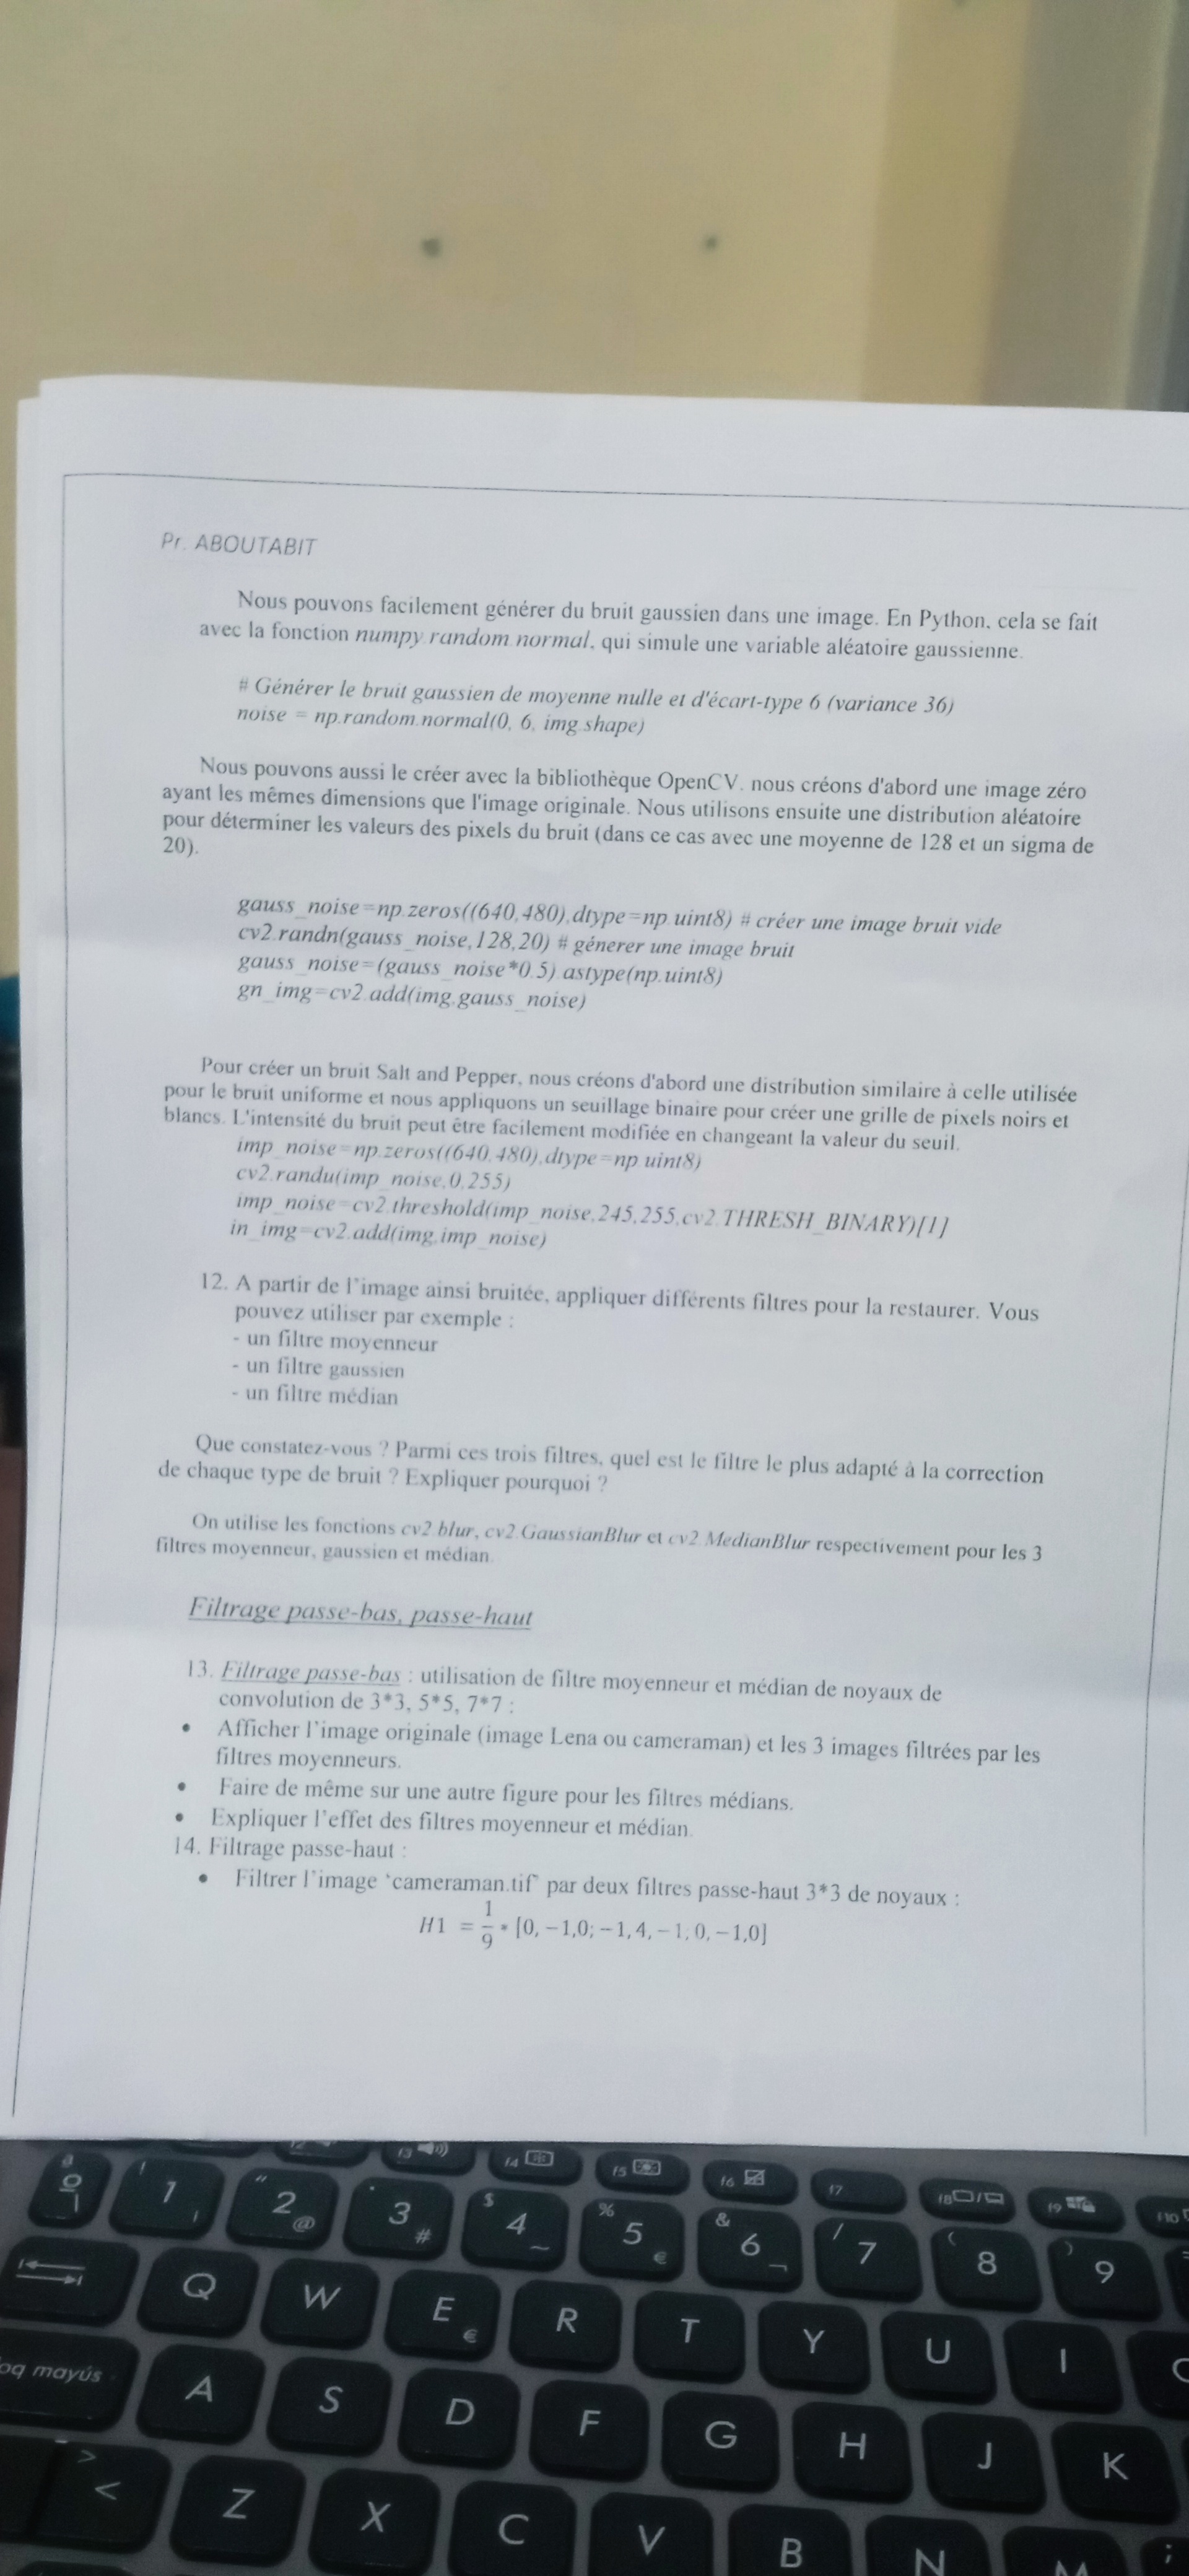 Pr. ABOUTABIT
Nous pouvons facilement générer du bruit gaussien dans une image. En Python, cela se fait
avec la fonction numpy.random.normal, qui simule une variable aléatoire gaussienne.
# Générer le bruit gaussien de moyenne nulle et d'écart-type 6 (variance 36)
noise = np.random.normal(0, 6, img.shape)
Nous pouvons aussi le créer avec la bibliothèque OpenCV. nous créons d'abord une image zéro
ayant les mêmes dimensions que l'image originale. Nous utilisons ensuite une distribution aléatoire
pour déterminer les valeurs des pixels du bruit (dans ce cas avec une moyenne de 128 et un sigma de
20).
gauss_noise=np.zeros((640,480),dtype=np.uint8) # créer une image bruit vide
cv2.randn(gauss_noise,128,20) # génerer une image bruit
gauss_noise=(gauss_noise*0.5).astype(np.uint8)
gn_img=cv2.add(img,gauss_noise)
Pour créer un bruit Salt and Pepper, nous créons d'abord une distribution similaire à celle utilisée
pour le bruit uniforme et nous appliquons un seuillage binaire pour créer une grille de pixels noirs et
blancs. L'intensité du bruit peut être facilement modifiée en changeant la valeur du seuil.
imp_noise=np.zeros((640,480),dtype=np.uint8)
cv2.randu(imp_noise,0,255)
imp_noise=cv2.threshold(imp_noise,245,255,cv2.THRESH_BINARY)[1]
in_img=cv2.add(img,imp_noise)
12. A partir de l'image ainsi bruitée, appliquer différents filtres pour la restaurer. Vous
pouvez utiliser par exemple :
- un filtre moyenneur
- un filtre gaussien
- un filtre médian
Que constatez-vous ? Parmi ces trois filtres, quel est le filtre le plus adapté à la correction
de chaque type de bruit ? Expliquer pourquoi ?
On utilise les fonctions cv2.blur, cv2.GaussianBlur et cv2.MedianBlur respectivement pour les 3
filtres moyenneur, gaussien et médian.
Filtrage passe-bas, passe-haut
13. Filtrage passe-bas : utilisation de filtre moyenneur et médian de noyaux de
convolution de 3*3, 5*5, 7*7 :
• Afficher l'image originale (image Lena ou cameraman) et les 3 images filtrées par les
filtres moyenneurs.
• Faire de même sur une autre figure pour les filtres médians.
• Expliquer l'effet des filtres moyenneur et médian.
14. Filtrage passe-haut :
• Filtrer l'image 'cameraman.tif' par deux filtres passe-haut 3*3 de noyaux :
H1 = 1/9 * [0, −1,0; −1, 4, −1; 0, −1,0]
f4 f5 f6 f7 f8 f9 f10
1 2 @ 3 # 4 5 € 6 7 8 9
Q W E € R T Y U I
mayús A S D F G H J K
> < Z X C V B N M ;